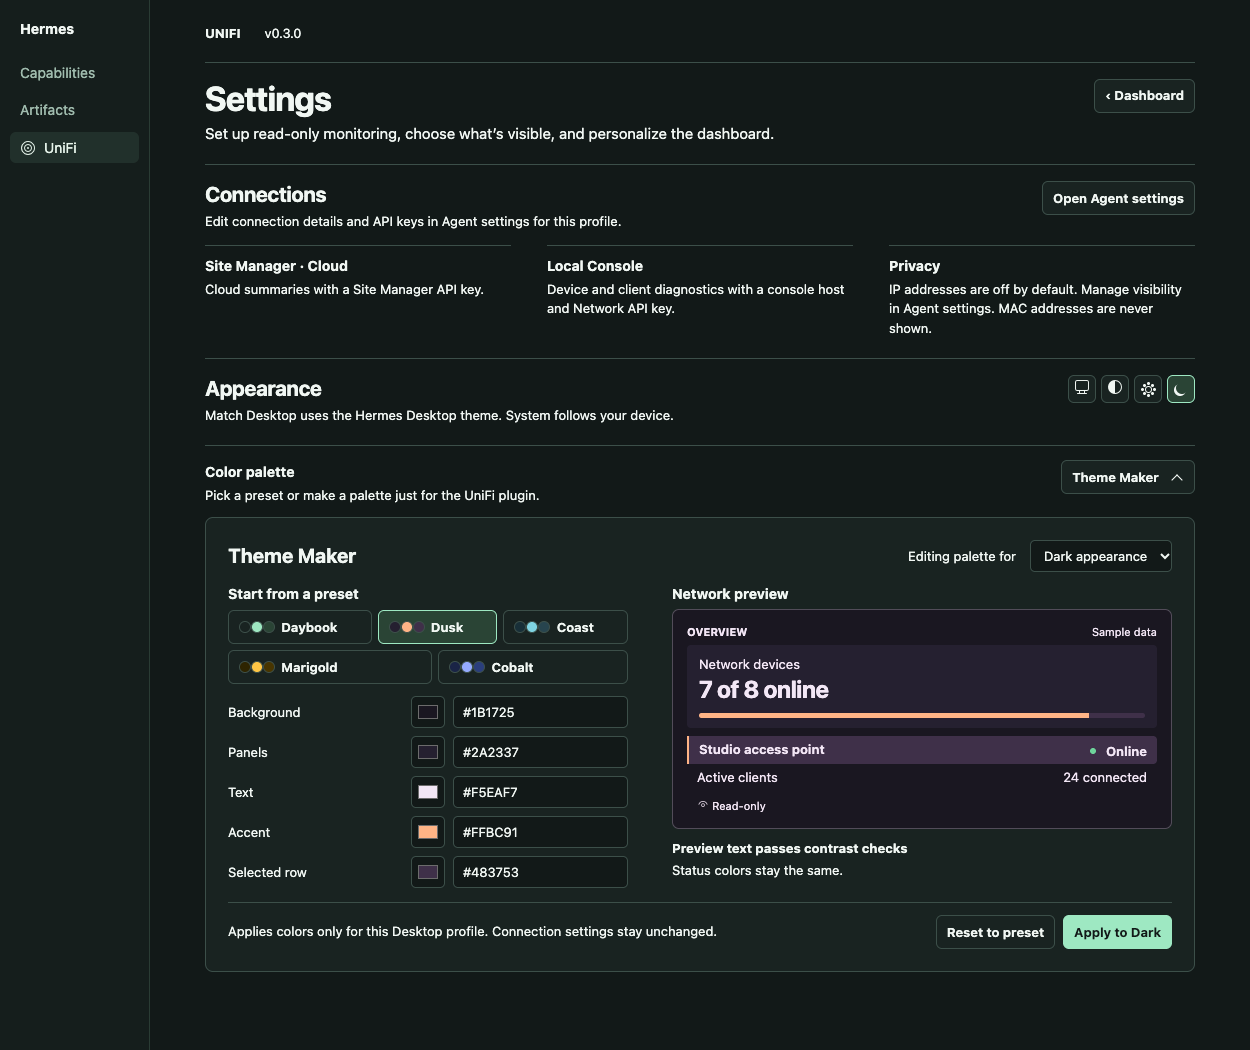 Hermes
Capabilities
Artifacts
UniFi
UNIFI v0.3.0
Settings
‹ Dashboard
Set up read-only monitoring, choose what’s visible, and personalize the dashboard.
Connections
Open Agent settings
Edit connection details and API keys in Agent settings for this profile.
Site Manager · Cloud
Cloud summaries with a Site Manager API key.
Local Console
Device and client diagnostics with a console host
and Network API key.
Privacy
IP addresses are off by default. Manage visibility
in Agent settings. MAC addresses are never
shown.
Appearance
Match Desktop uses the Hermes Desktop theme. System follows your device.
Color palette
Pick a preset or make a palette just for the UniFi plugin.
Theme Maker
Theme Maker
Editing palette for Dark appearance
Start from a preset
Daybook Dusk Coast
Marigold Cobalt
Background #1B1725
Panels #2A2337
Text #F5EAF7
Accent #FFBC91
Selected row #483753
Network preview
OVERVIEW Sample data
Network devices
7 of 8 online
Studio access point Online
Active clients 24 connected
Read-only
Preview text passes contrast checks
Status colors stay the same.
Applies colors only for this Desktop profile. Connection settings stay unchanged.
Reset to preset Apply to Dark